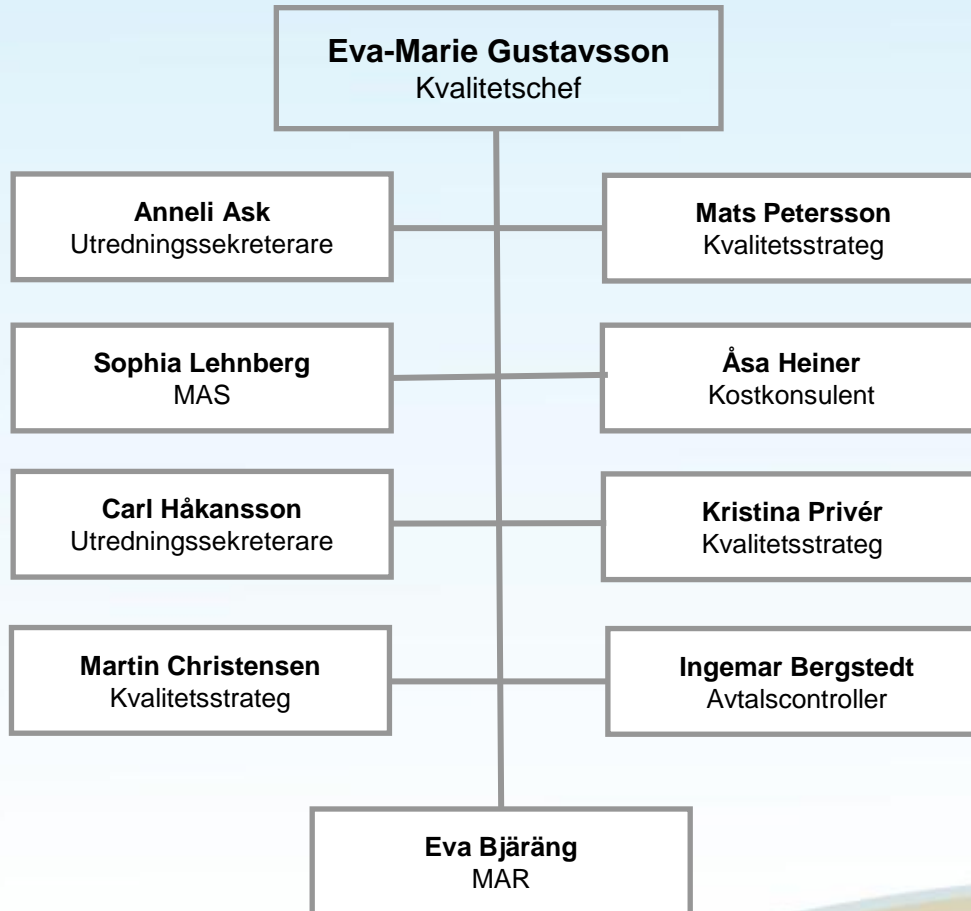 Eva-Marie Gustavsson
Kvalitetschef
Anneli Ask
Utredningssekreterare
Mats Petersson
Kvalitetsstrateg
Sophia Lehnberg
MAS
Åsa Heiner
Kostkonsulent
Carl Håkansson
Utredningssekreterare
Kristina Privér
Kvalitetsstrateg
Martin Christensen
Kvalitetsstrateg
Ingemar Bergstedt
Avtalscontroller
Eva Bjäräng
MAR